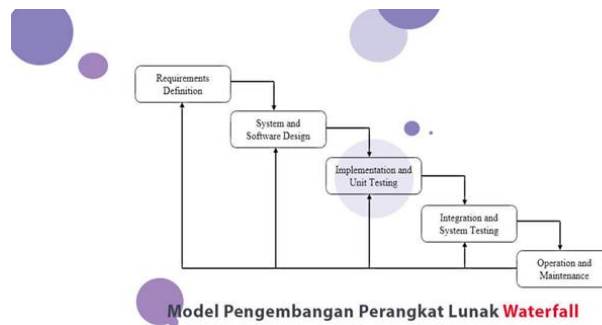 Requirements
Definition
System and
Software Design
Implementation and
Unit Testing
Integration and
System Testing
Operation and
Maintenance
Model Pengembangan Perangkat Lunak Waterfall